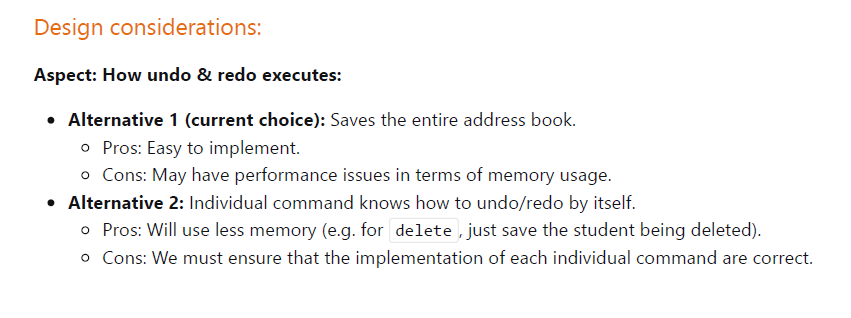 Design considerations:
Aspect: How undo & redo executes:
• Alternative 1 (current choice): Saves the entire address book.
○ Pros: Easy to implement.
○ Cons: May have performance issues in terms of memory usage.
• Alternative 2: Individual command knows how to undo/redo by itself.
○ Pros: Will use less memory (e.g. for delete , just save the student being deleted).
○ Cons: We must ensure that the implementation of each individual command are correct.